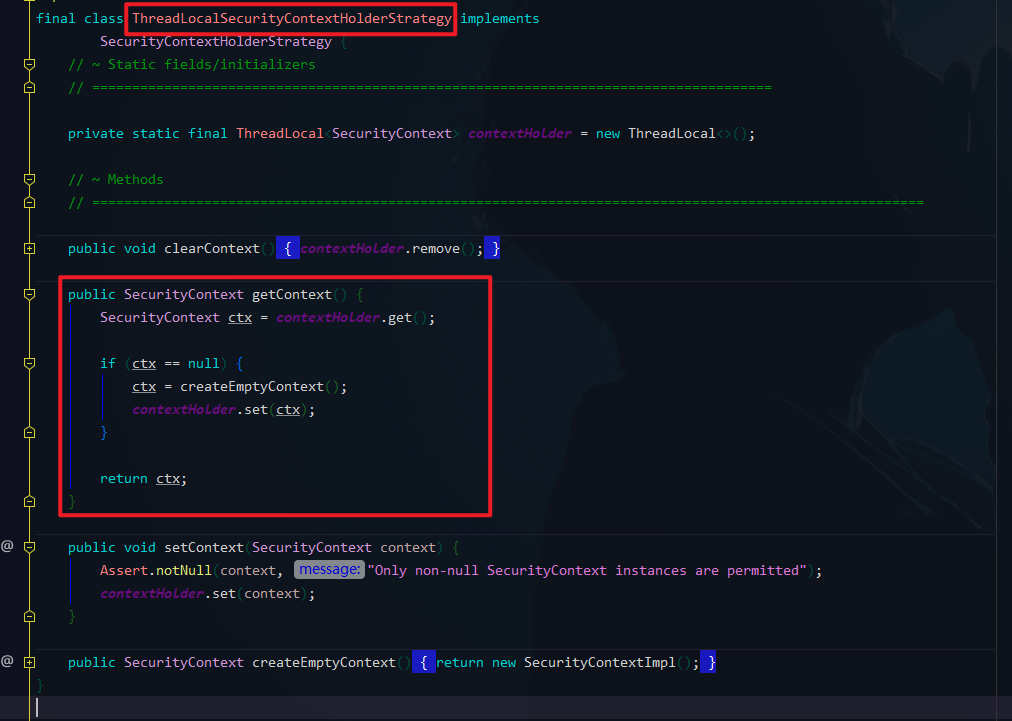 final class ThreadLocalSecurityContextHolderStrategy implements
SecurityContextHolderStrategy {
// ~ Static fields/initializers
// =====================================================================================
private static final ThreadLocal<SecurityContext> contextHolder = new ThreadLocal<>();
// ~ Methods
// ========================================================================================================
public void clearContext() { contextHolder.remove(); }
public SecurityContext getContext() {
SecurityContext ctx = contextHolder.get();
if (ctx == null) {
ctx = createEmptyContext();
contextHolder.set(ctx);
}
return ctx;
}
@ public void setContext(SecurityContext context) {
Assert.notNull(context, message: "Only non-null SecurityContext instances are permitted");
contextHolder.set(context);
}
@ public SecurityContext createEmptyContext() { return new SecurityContextImpl(); }
}